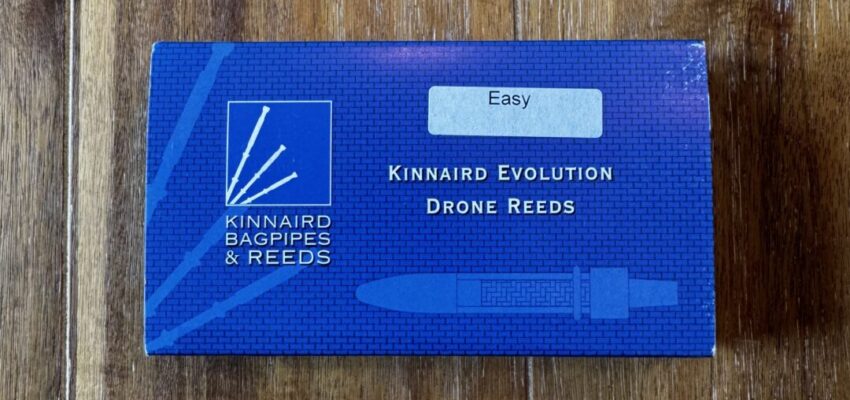 Easy
KINNAIRD EVOLUTION
DRONE REEDS
KINNAIRD
BAGPIPES
& REEDS